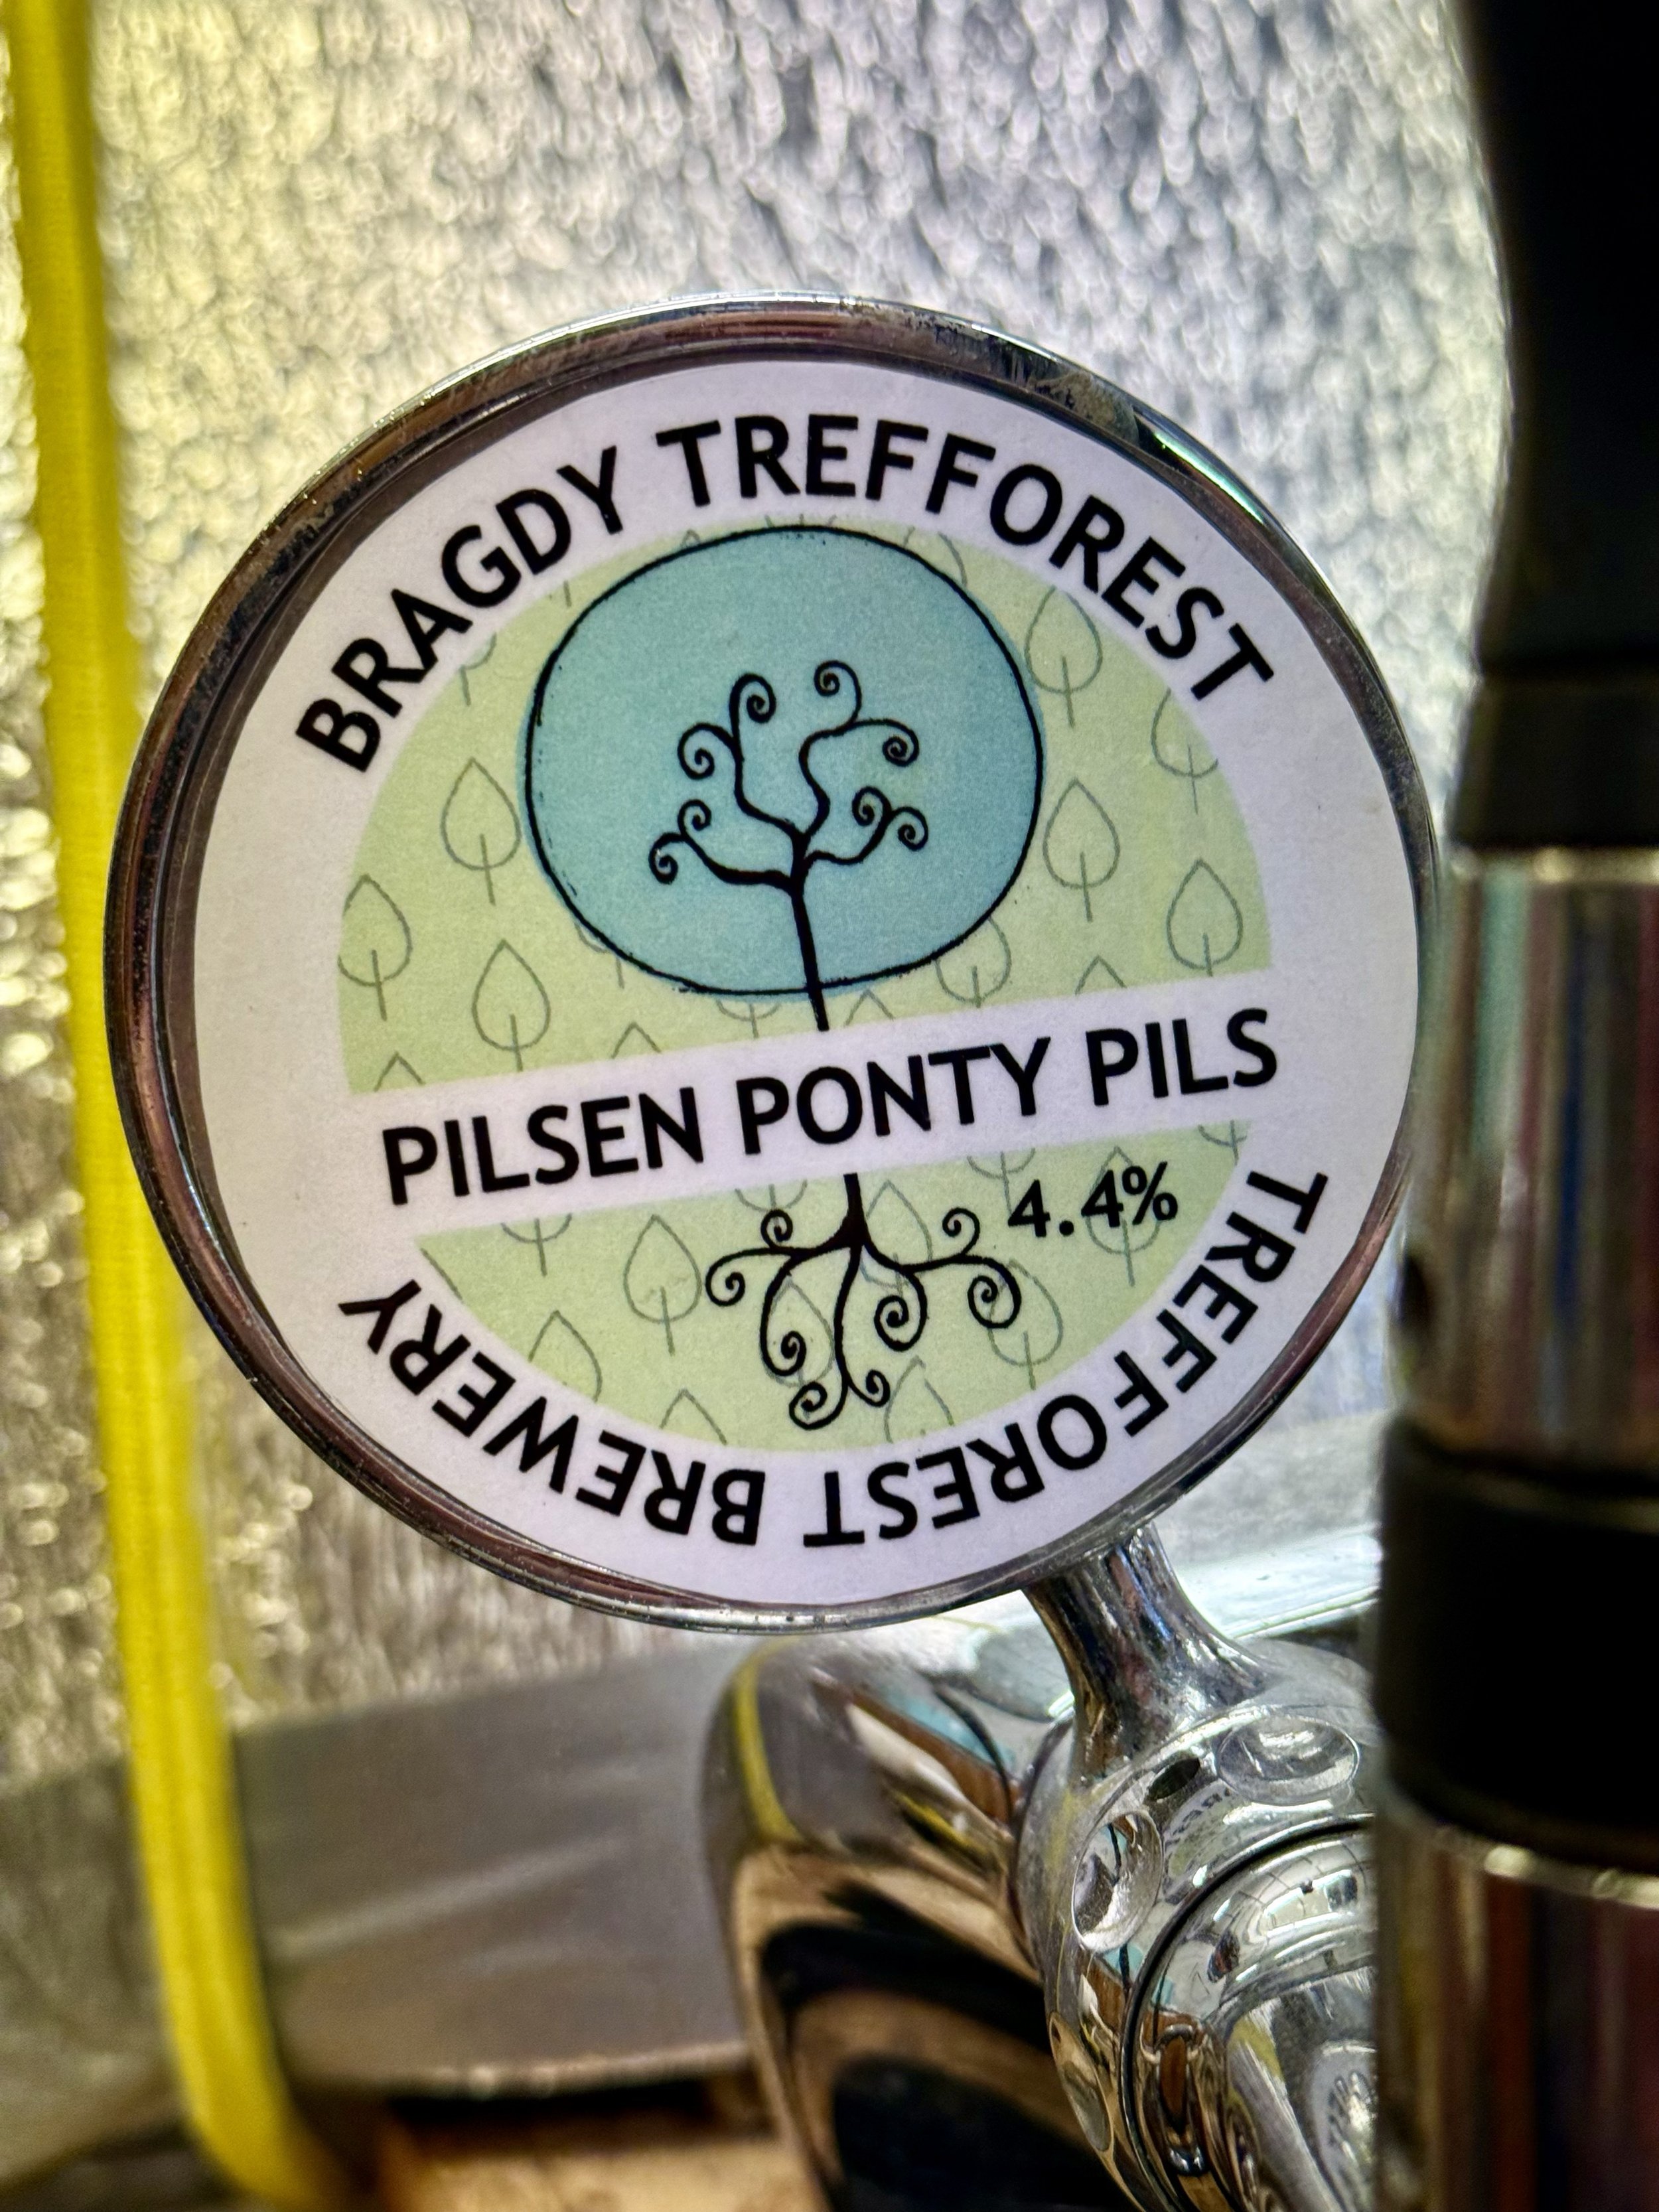 BRAGDY TREFFOREST
PILSEN PONTY PILS
4.4%
TREFFOREST BREWERY